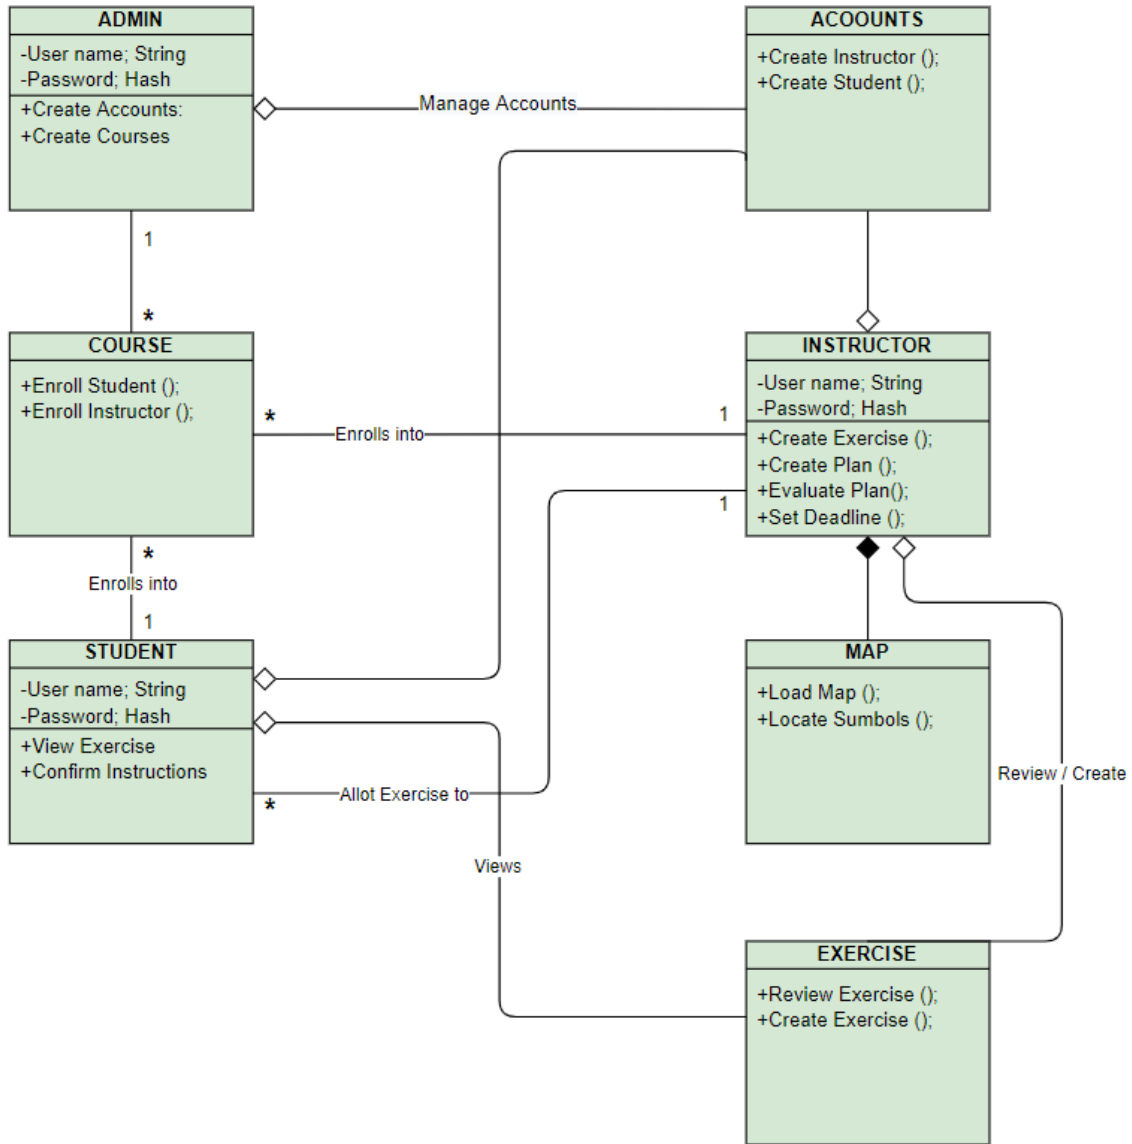 ADMIN
-User name; String
-Password; Hash
+Create Accounts:
+Create Courses
Manage Accounts
ACOOUNTS
+Create Instructor ();
+Create Student ();
1
*
COURSE
+Enroll Student ();
+Enroll Instructor ();
*
Enrolls into
1
INSTRUCTOR
-User name; String
-Password; Hash
+Create Exercise ();
+Create Plan ();
+Evaluate Plan();
+Set Deadline ();
1
*
Enrolls into
1
STUDENT
-User name; String
-Password; Hash
+View Exercise
+Confirm Instructions
*
Allot Exercise to
MAP
+Load Map ();
+Locate Sumbols ();
Review / Create
Views
EXERCISE
+Review Exercise ();
+Create Exercise ();